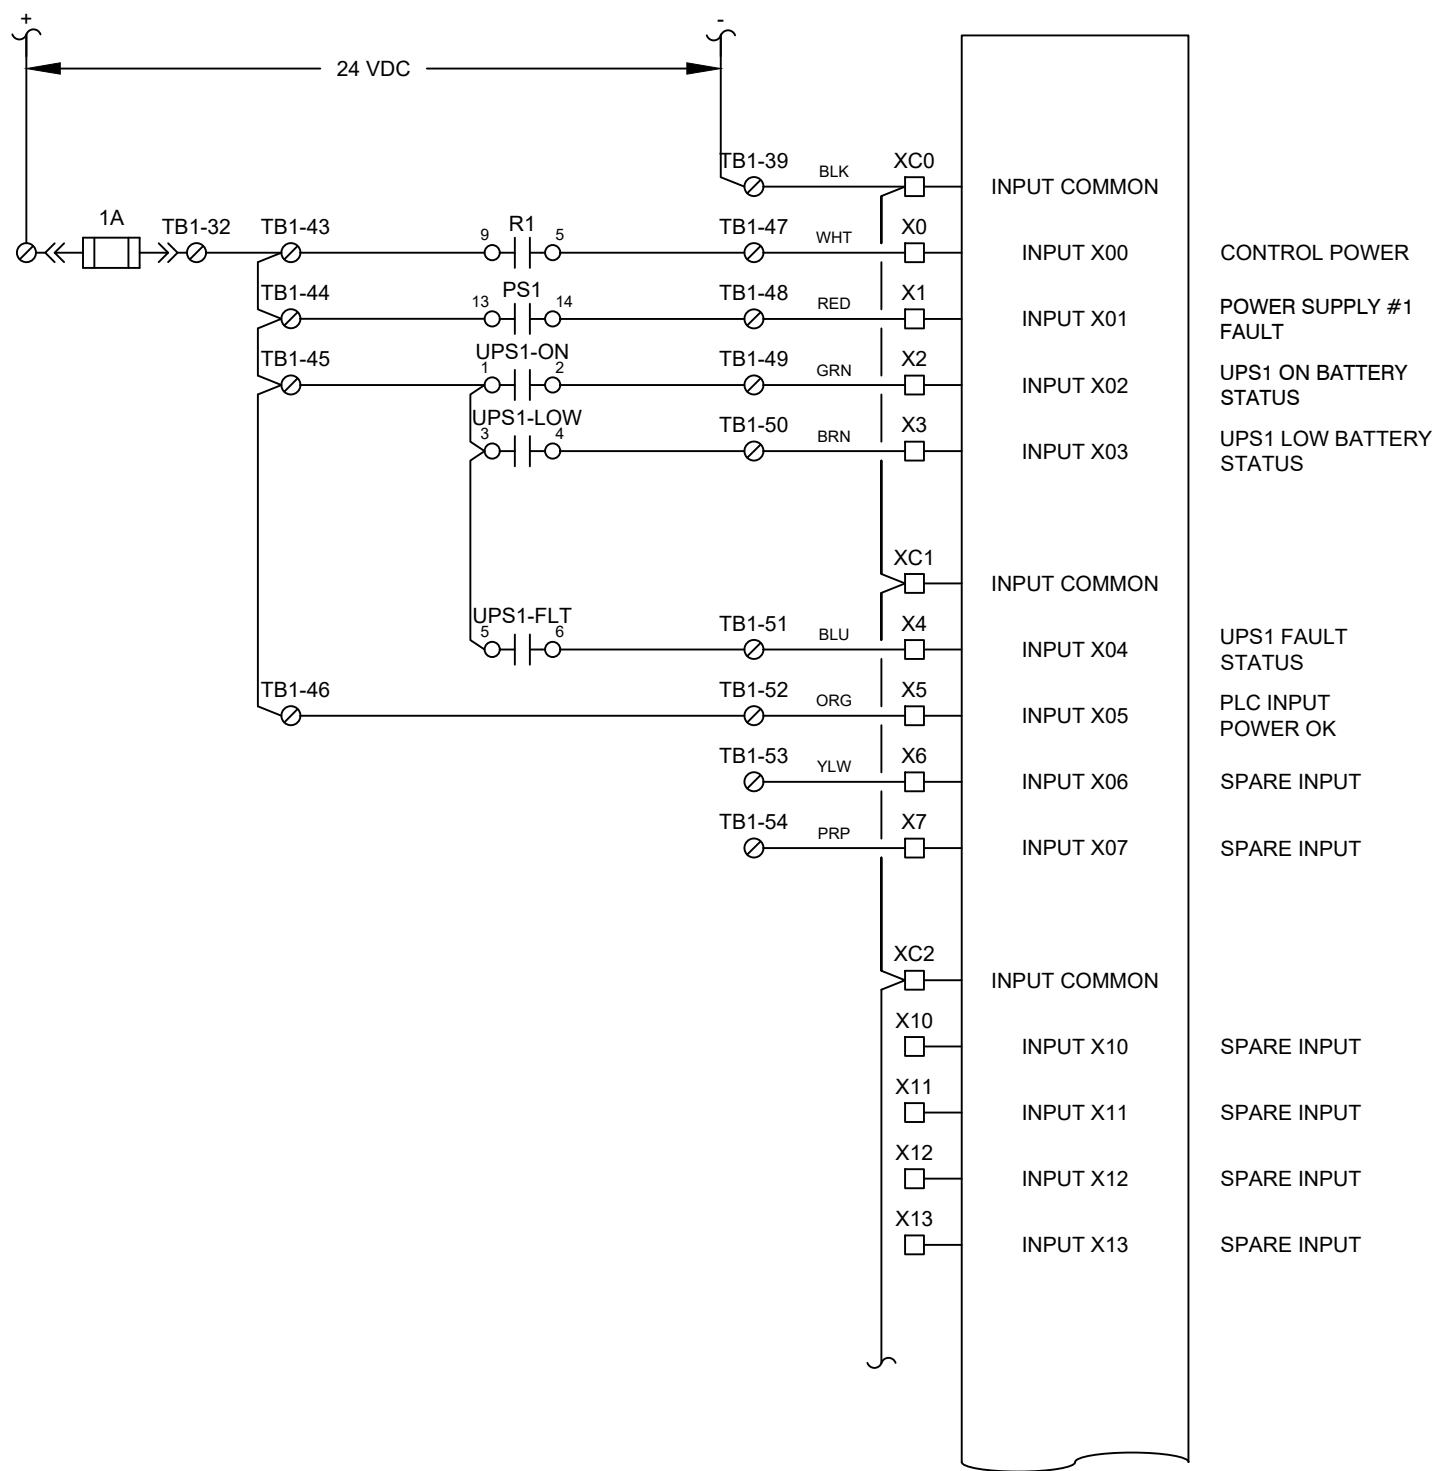 +
-
24 VDC
TB1-39
BLK
XC0
INPUT COMMON
1A
TB1-32
TB1-43
9
R1
5
TB1-47
WHT
X0
INPUT X00
CONTROL POWER
TB1-44
13
PS1
14
TB1-48
RED
X1
INPUT X01
POWER SUPPLY #1
FAULT
TB1-45
UPS1-ON
1
2
TB1-49
GRN
X2
INPUT X02
UPS1 ON BATTERY
STATUS
UPS1-LOW
3
4
TB1-50
BRN
X3
INPUT X03
UPS1 LOW BATTERY
STATUS
XC1
INPUT COMMON
UPS1-FLT
5
6
TB1-51
BLU
X4
INPUT X04
UPS1 FAULT
STATUS
TB1-46
TB1-52
ORG
X5
INPUT X05
PLC INPUT
POWER OK
TB1-53
YLW
X6
INPUT X06
SPARE INPUT
TB1-54
PRP
X7
INPUT X07
SPARE INPUT
XC2
INPUT COMMON
X10
INPUT X10
SPARE INPUT
X11
INPUT X11
SPARE INPUT
X12
INPUT X12
SPARE INPUT
X13
INPUT X13
SPARE INPUT